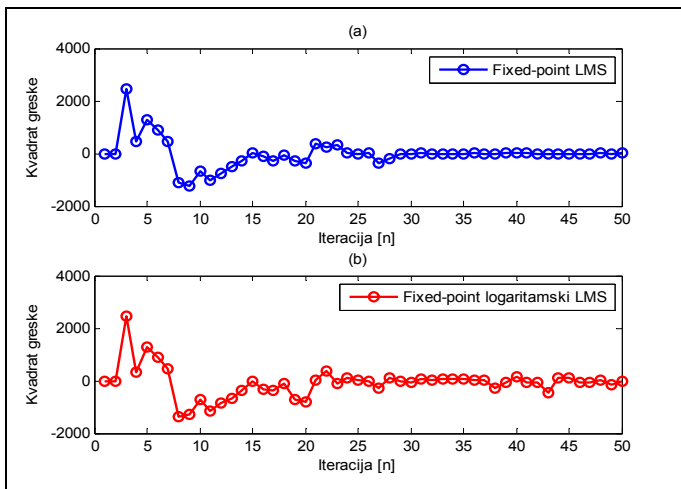 (a)
4000
2000
0
-2000
Kvadrat greske
Fixed-point LMS
0 5 10 15 20 25 30 35 40 45 50
Iteracija [n]
(b)
4000
2000
0
-2000
Kvadrat greske
Fixed-point logaritamski LMS
0 5 10 15 20 25 30 35 40 45 50
Iteracija [n]